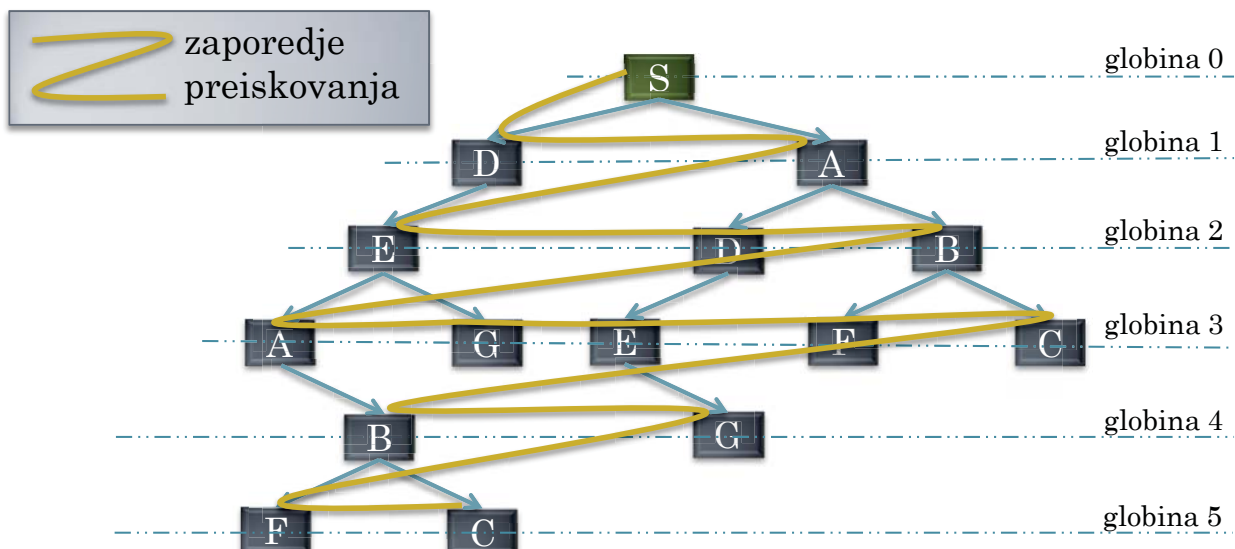 zaporedje
preiskovanja
S globina 0
D A globina 1
E D B globina 2
A G E F C globina 3
B G globina 4
F C globina 5